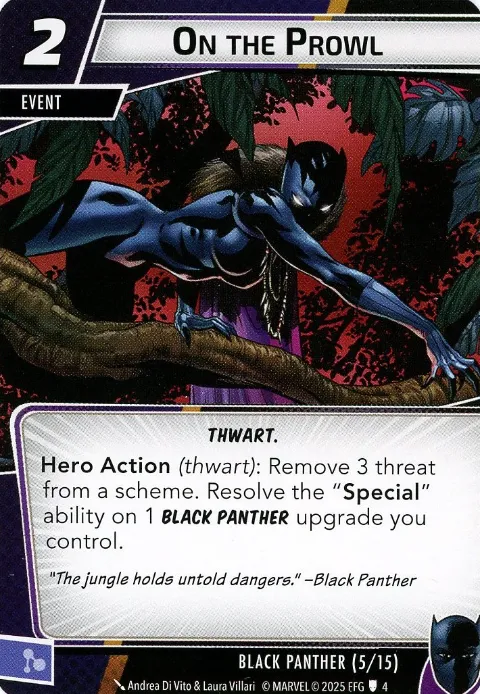 2
ON THE PROWL
EVENT
THWART.
Hero Action (thwart): Remove 3 threat
from a scheme. Resolve the “Special”
ability on 1 BLACK PANTHER upgrade you
control.
"The jungle holds untold dangers." –Black Panther
BLACK PANTHER (5/15)
Andrea Di Vito & Laura Villari © MARVEL © 2025 FFG 4